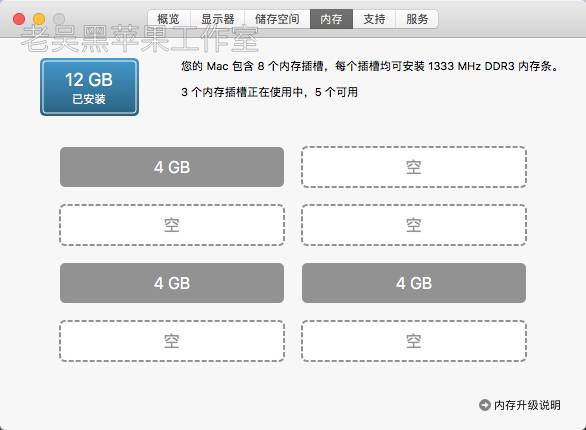 概览 显示器 储存空间 内存 支持 服务
老吴黑苹果工作室
12 GB
已安装
您的 Mac 包含 8 个内存插槽，每个插槽均可安装 1333 MHz DDR3 内存条。
3 个内存插槽正在使用中，5 个可用
4 GB 空
空 空
4 GB 4 GB
空 空
内存升级说明